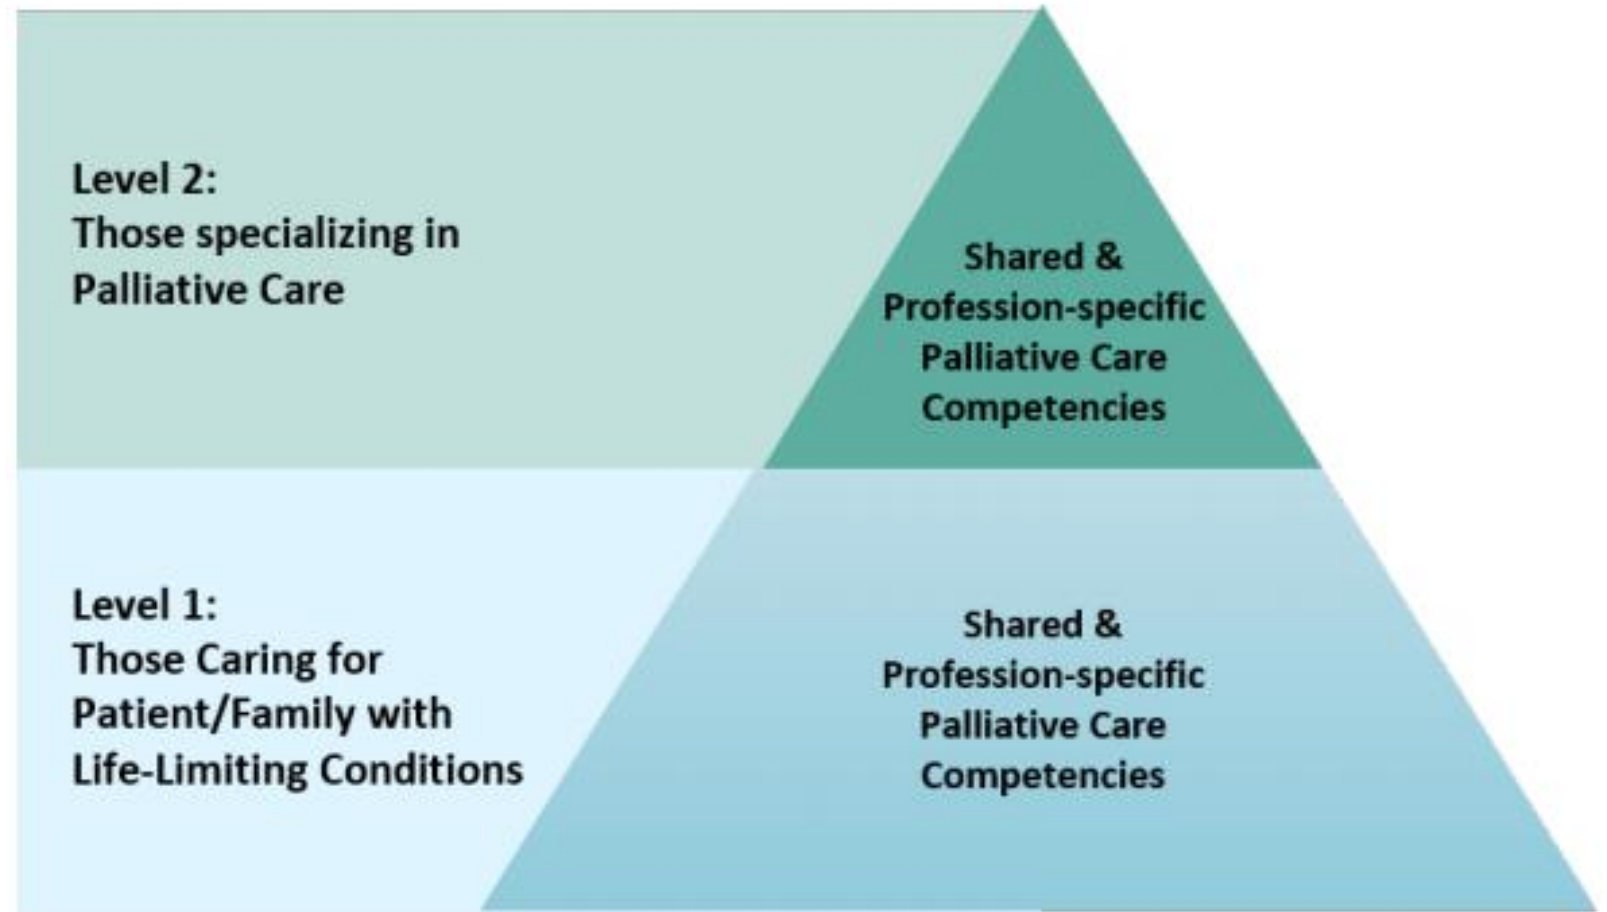 Level 2:
Those specializing in
Palliative Care
Shared &
Profession-specific
Palliative Care
Competencies
Level 1:
Those Caring for
Patient/Family with
Life-Limiting Conditions
Shared &
Profession-specific
Palliative Care
Competencies